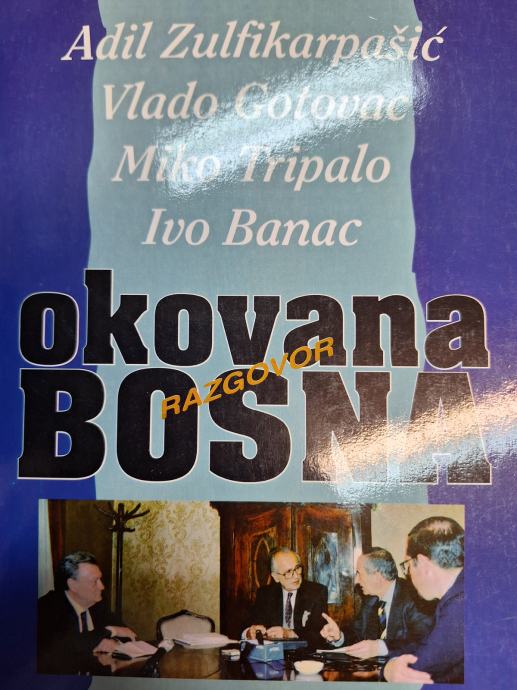 Adil Zulfikarpašić
Vlado Gotovac
Miko Tripalo
Ivo Banac
okovana
RAZGOVOR
BOSNA